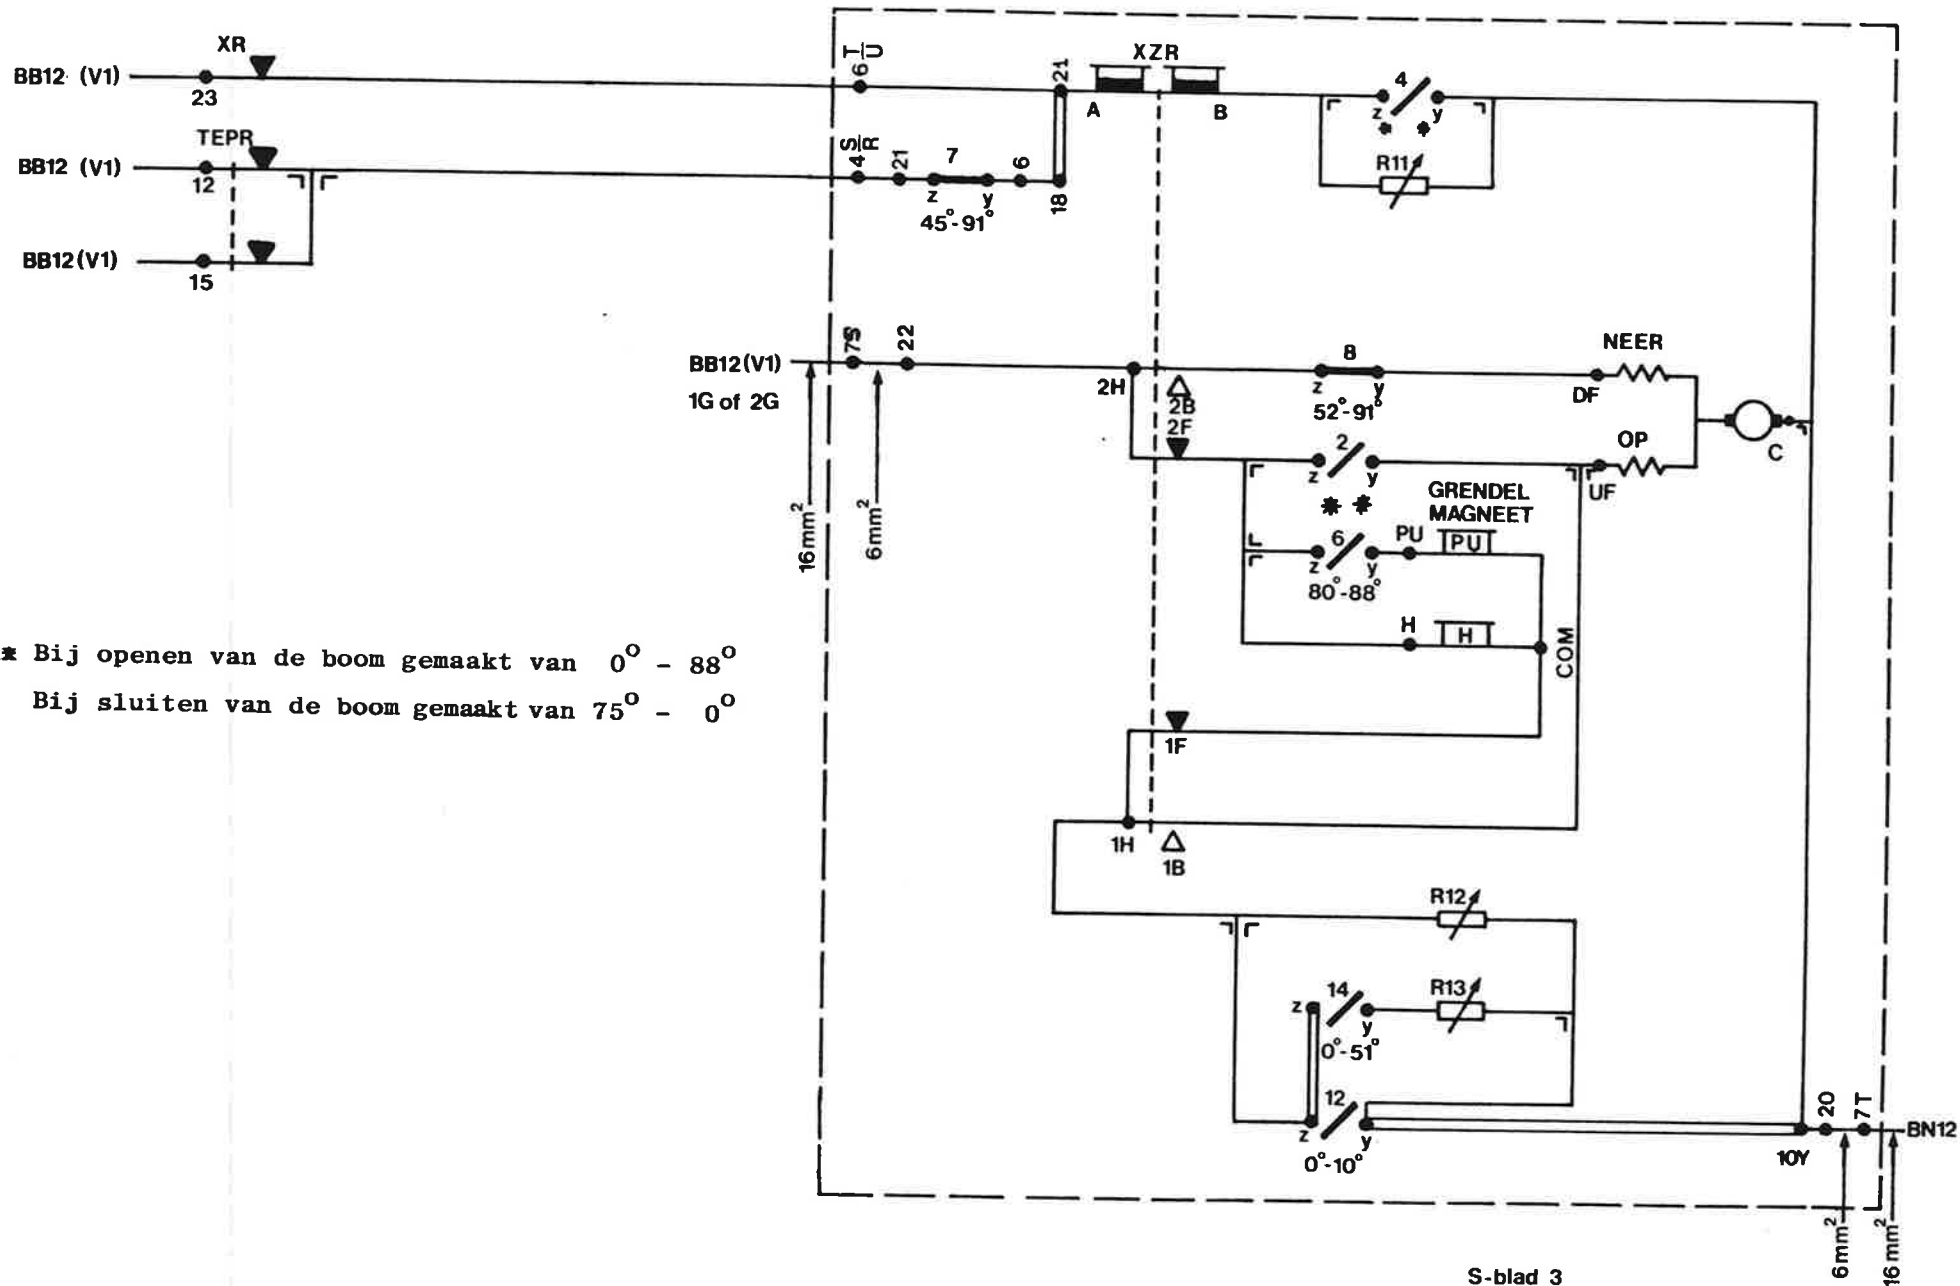 XR
BB12 (V1)
23
6 T/U
21
XZR
A
B
4
z
y
* *
R11
TEPR
BB12 (V1)
12
4 S/R
21
7
z
y
45°-91°
6
18
BB12(V1)
15
BB12(V1)
1G of 2G
7S
22
2H
2B
2F
8
z
y
52°-91°
NEER
DF
C
OP
UF
2
z
y
* *
GRENDEL
MAGNEET
6
z
y
80°-88°
PU
PU
H
H
COM
16mm²
6mm²
* Bij openen van de boom gemaakt van 0° - 88°
Bij sluiten van de boom gemaakt van 75° - 0°
1F
1H
1B
R12
14
z
y
0°-51°
R13
12
z
y
0°-10°
10Y
20
7T
BN12
6mm²
16mm²
S-blad 3